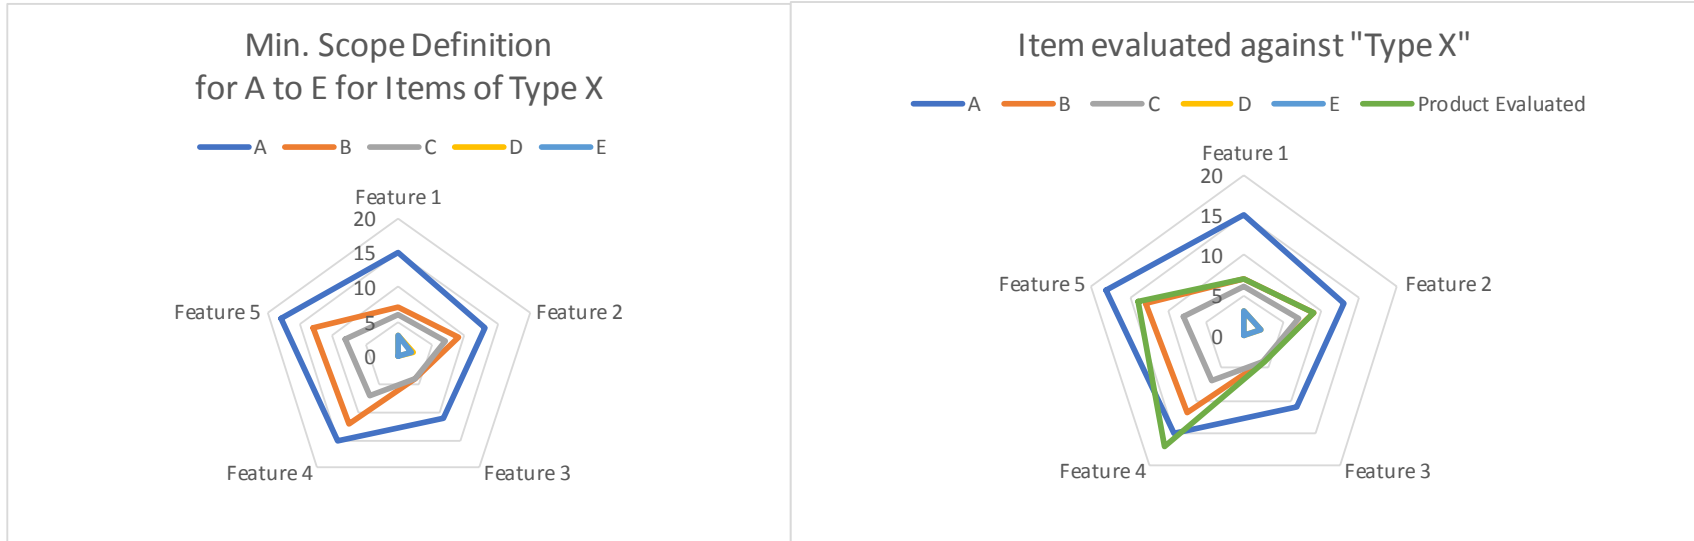 Min. Scope Definition
for A to E for Items of Type X
A B C D E
Feature 1
20
15
10
5
0
Feature 2
Feature 3
Feature 4
Feature 5
Item evaluated against "Type X"
A B C D E Product Evaluated
Feature 1
20
15
10
5
0
Feature 2
Feature 3
Feature 4
Feature 5